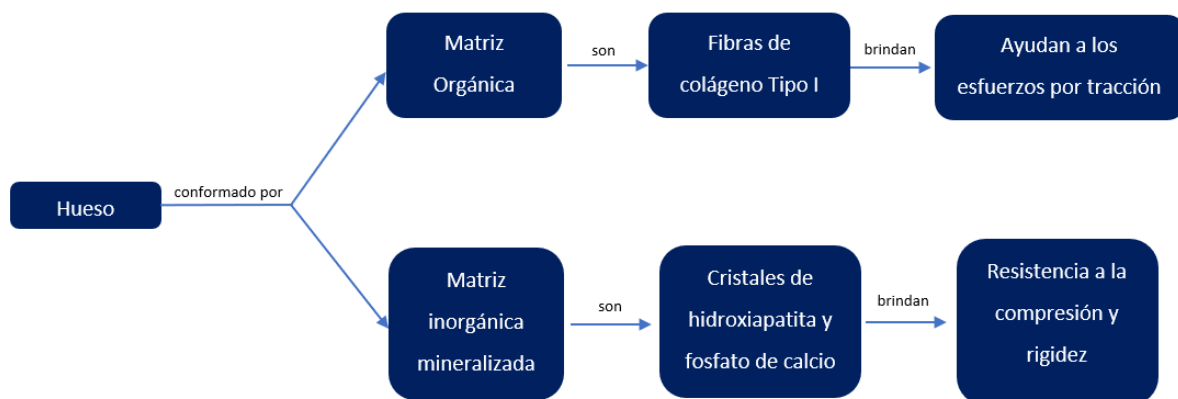 Hueso
conformado por
Matriz
Orgánica
son
Fibras de
colágeno Tipo I
brindan
Ayudan a los
esfuerzos por tracción
Matriz
inorgánica
mineralizada
son
Cristales de
hidroxiapatita y
fosfato de calcio
brindan
Resistencia a la
compresión y
rigidez